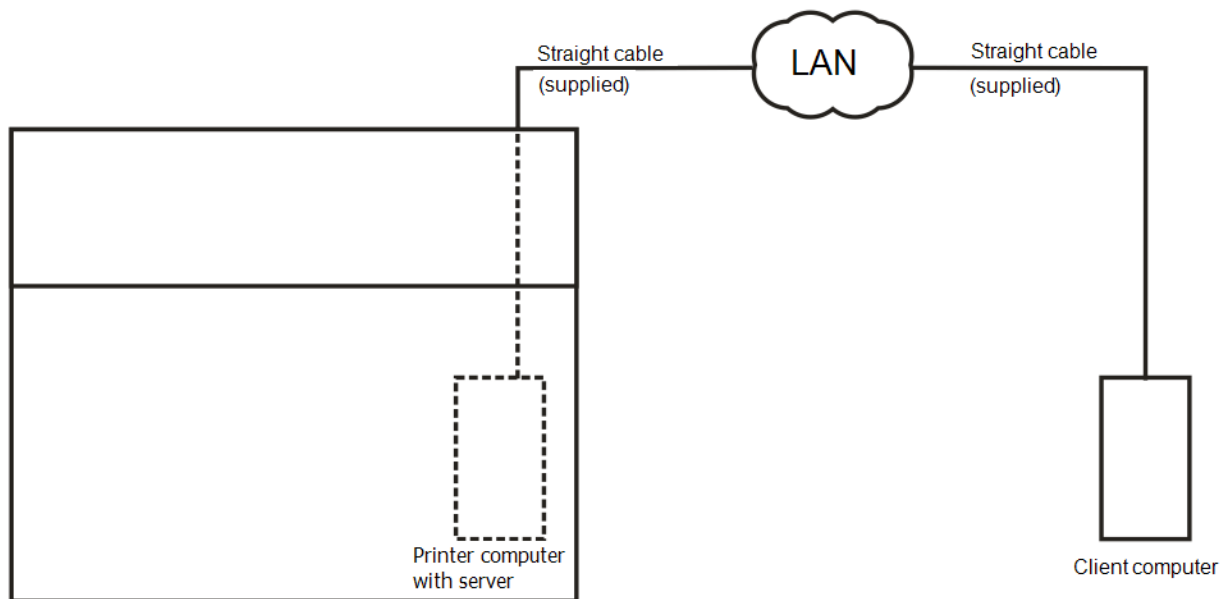 Straight cable
(supplied)
LAN
Straight cable
(supplied)
Printer computer
with server
Client computer